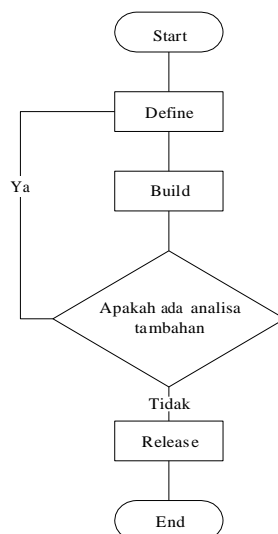 Start
Define
Ya
Build
Apakah ada analisa
tambahan
Tidak
Release
End